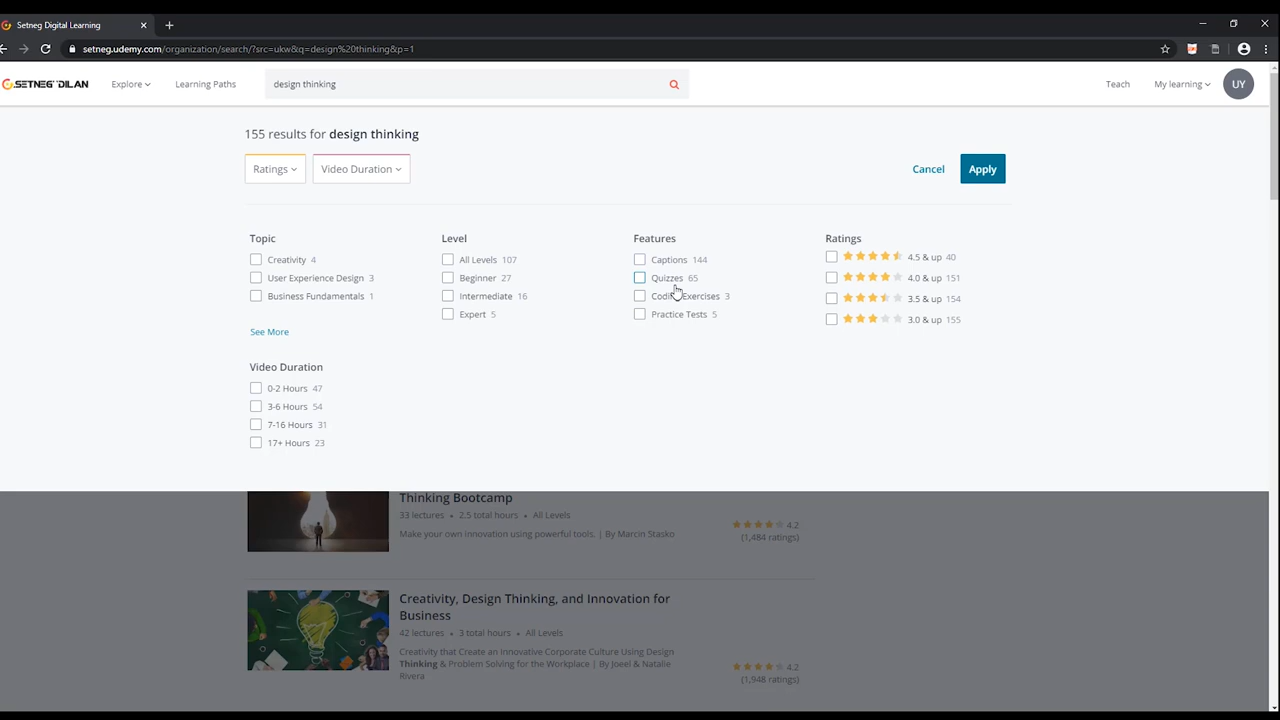 Setneg Digital Learning
setneg.udemy.com/organization/search/?src=ukw&q=design%20thinking&p=1
SETNEG DILAN
Explore
Learning Paths
design thinking
Teach
My learning
UY
155 results for design thinking
Ratings
Video Duration
Cancel
Apply
Topic
Creativity 4
User Experience Design 3
Business Fundamentals 1
See More
Level
All Levels 107
Beginner 27
Intermediate 16
Expert 5
Features
Captions 144
Quizzes 65
Coding Exercises 3
Practice Tests 5
Ratings
4.5 & up 40
4.0 & up 151
3.5 & up 154
3.0 & up 155
Video Duration
0-2 Hours 47
3-6 Hours 54
7-16 Hours 31
17+ Hours 23
Thinking Bootcamp
33 lectures • 2.5 total hours • All Levels
Make your own innovation using powerful tools. | By Marcin Stasko
4.2
(1,484 ratings)
Creativity, Design Thinking, and Innovation for
Business
42 lectures • 3 total hours • All Levels
Creativity that Create an Innovative Corporate Culture Using Design
Thinking & Problem Solving for the Workplace | By Joeel & Natalie
Rivera
4.2
(1,948 ratings)